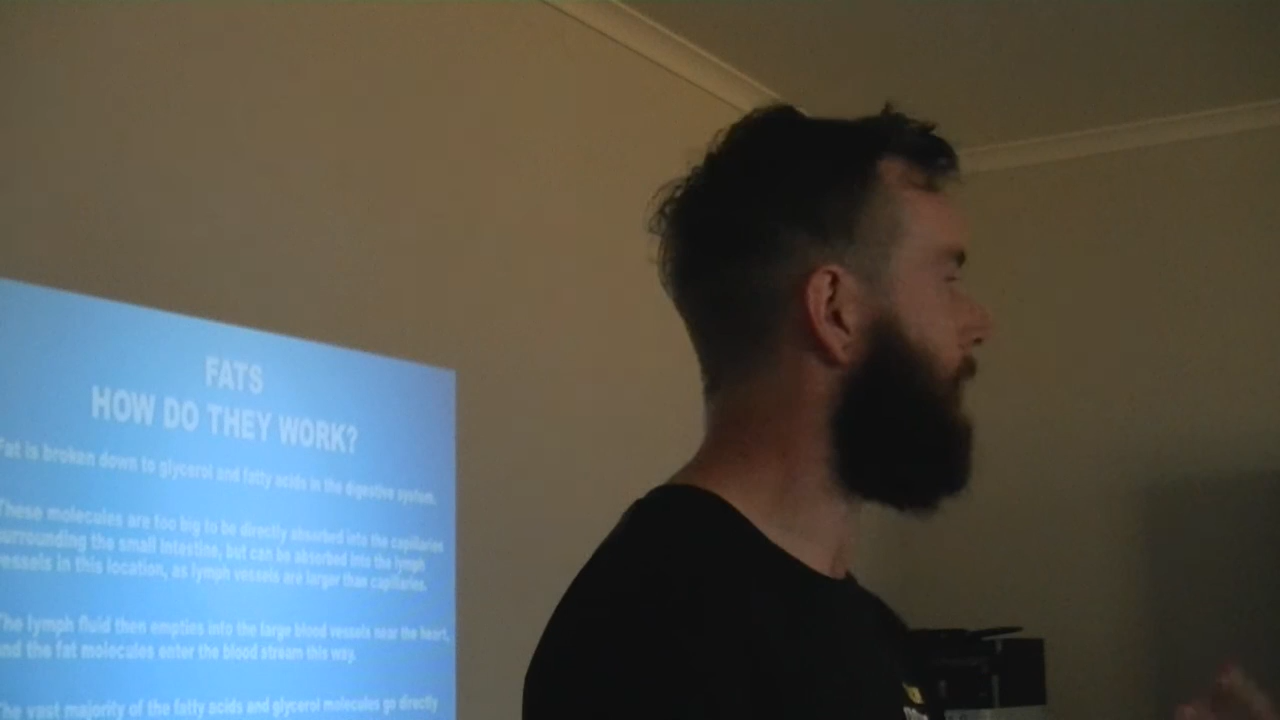 FATS
HOW DO THEY WORK?
Fat is broken down to glycerol and fatty acids in the digestive system.
These molecules are too big to be directly absorbed into the capillaries
surrounding the small intestine, but can be absorbed into the lymph
vessels in this location, as lymph vessels are larger than capillaries.
The lymph fluid then empties into the large blood vessels near the heart,
and the fat molecules enter the blood stream this way.
The vast majority of the fatty acids and glycerol molecules go directly